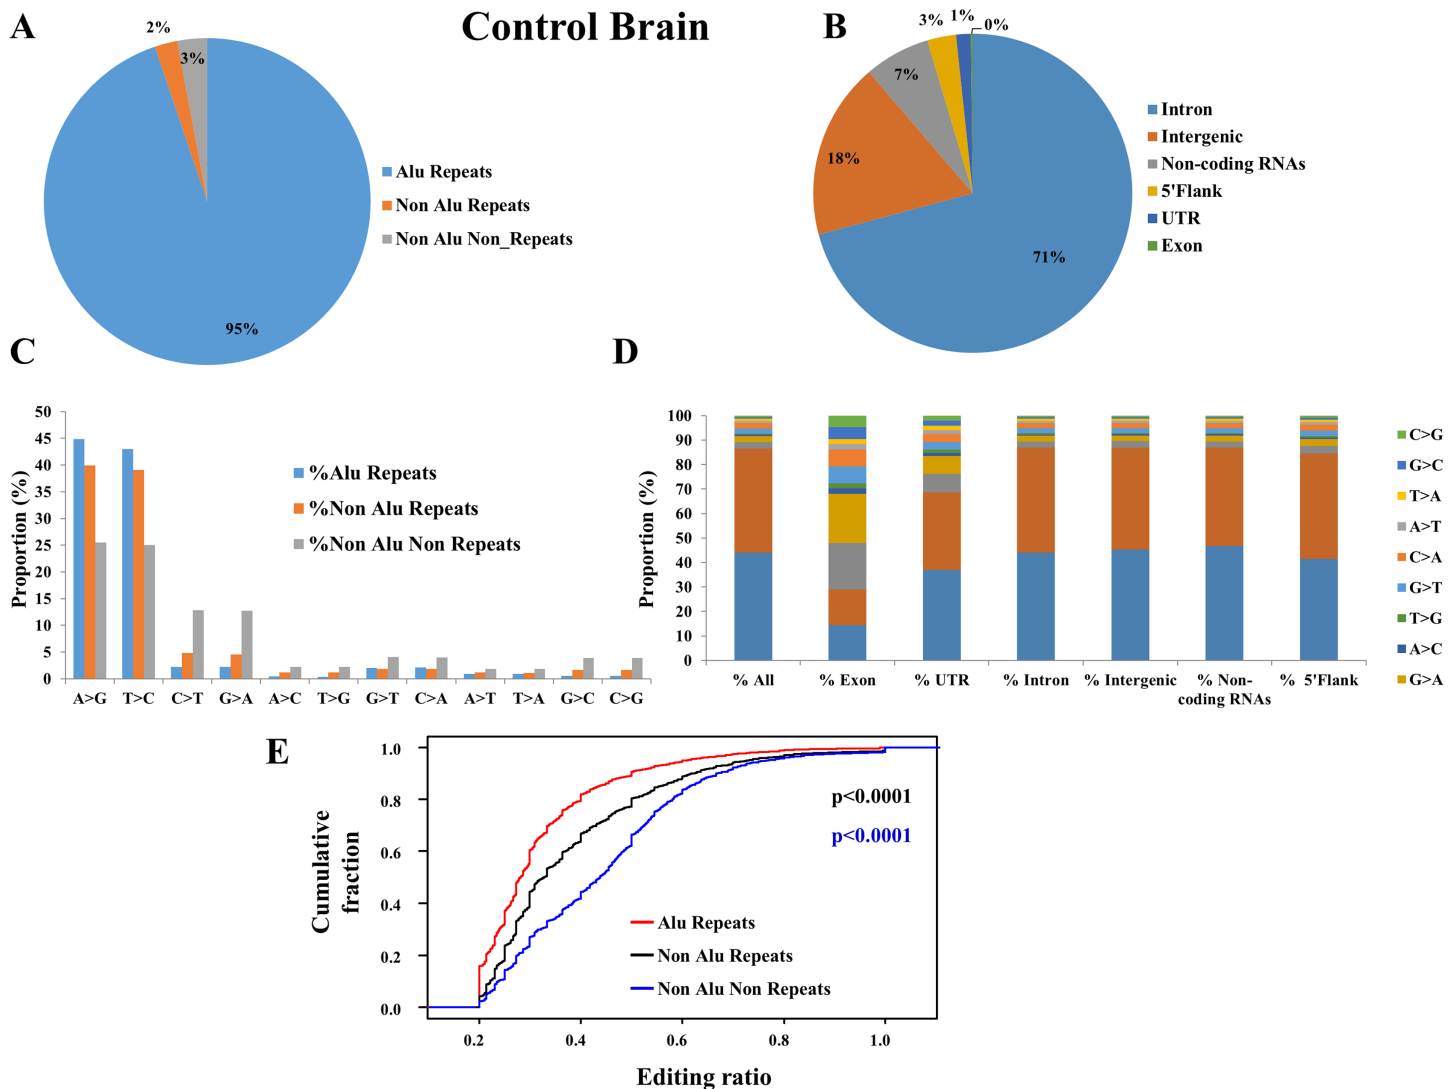 A
Control Brain
B
2%
3%
95%
Alu Repeats
Non Alu Repeats
Non Alu Non_Repeats
3%
1%
0%
7%
18%
71%
Intron
Intergenic
Non-coding RNAs
5'Flank
UTR
Exon
C
Proportion (%)
50
45
40
35
30
25
20
15
10
5
0
%Alu Repeats
%Non Alu Repeats
%Non Alu Non Repeats
A>G T>C C>T G>A A>C T>G G>T C>A A>T T>A G>C C>G
D
Proportion (%)
100
90
80
70
60
50
40
30
20
10
0
% All % Exon % UTR % Intron % Intergenic % Non-coding RNAs % 5'Flank
C>G
G>C
T>A
A>T
C>A
G>T
T>G
A>C
G>A
E
Cumulative
fraction
1.0
0.8
0.6
0.4
0.2
0.0
p<0.0001
p<0.0001
Alu Repeats
Non Alu Repeats
Non Alu Non Repeats
0.2 0.4 0.6 0.8 1.0
Editing ratio